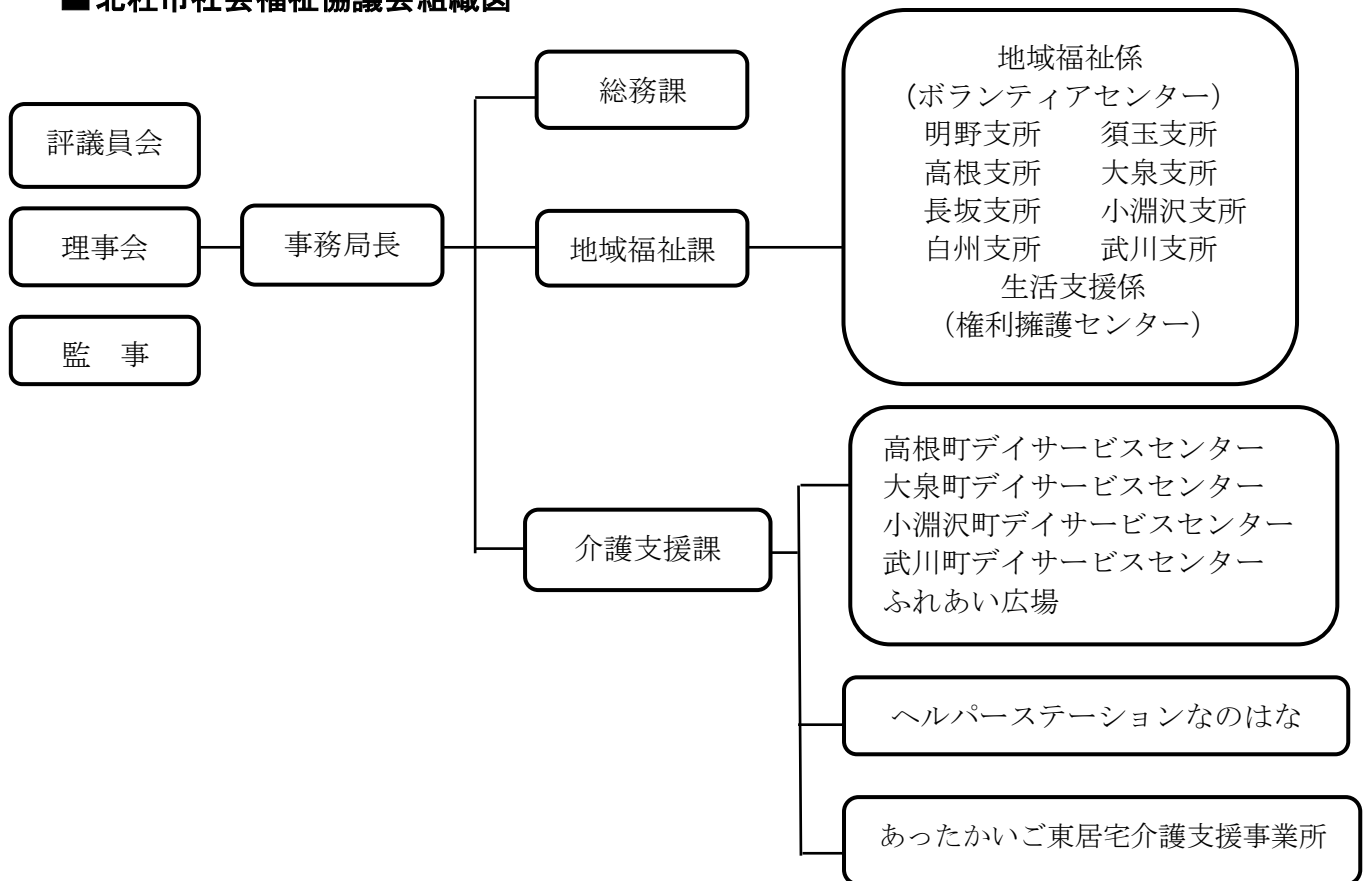 ■北杜市社会福祉協議会組織図
評議員会
理事会
監　事
事務局長
総務課
地域福祉課
介護支援課
地域福祉係
（ボランティアセンター）
明野支所　　須玉支所
高根支所　　大泉支所
長坂支所　　小淵沢支所
白州支所　　武川支所
生活支援係
（権利擁護センター）
高根町デイサービスセンター
大泉町デイサービスセンター
小淵沢町デイサービスセンター
武川町デイサービスセンター
ふれあい広場
ヘルパーステーションなのはな
あったかいご東居宅介護支援事業所